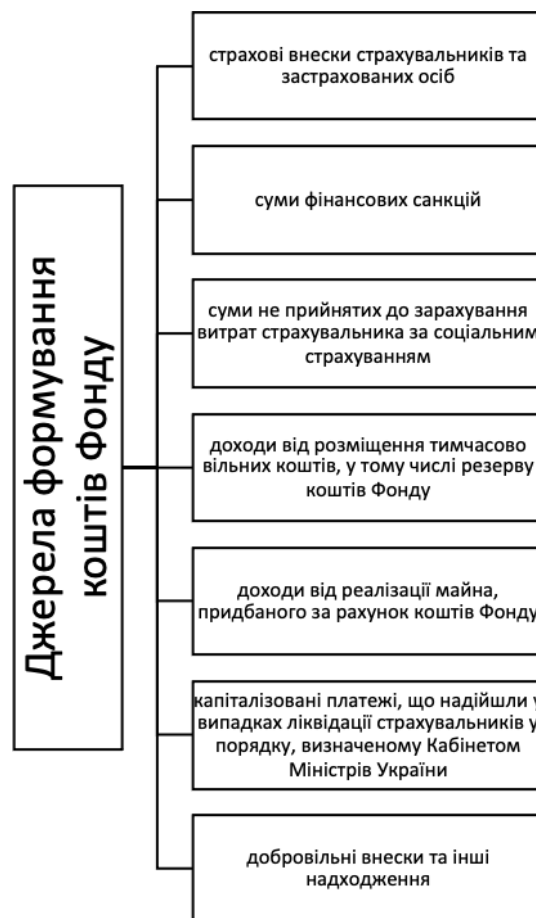 Джерела формування
коштів Фонду
страхові внески страхувальників та
застрахованих осіб
суми фінансових санкцій
суми не прийнятих до зарахування
витрат страхувальника за соціальним
страхуванням
доходи від розміщення тимчасово
вільних коштів, у тому числі резерву
коштів Фонду
доходи від реалізації майна,
придбаного за рахунок коштів Фонду
капіталізовані платежі, що надійшли у
випадках ліквідації страхувальників у
порядку, визначеному Кабінетом
Міністрів України
добровільні внески та інші
надходження